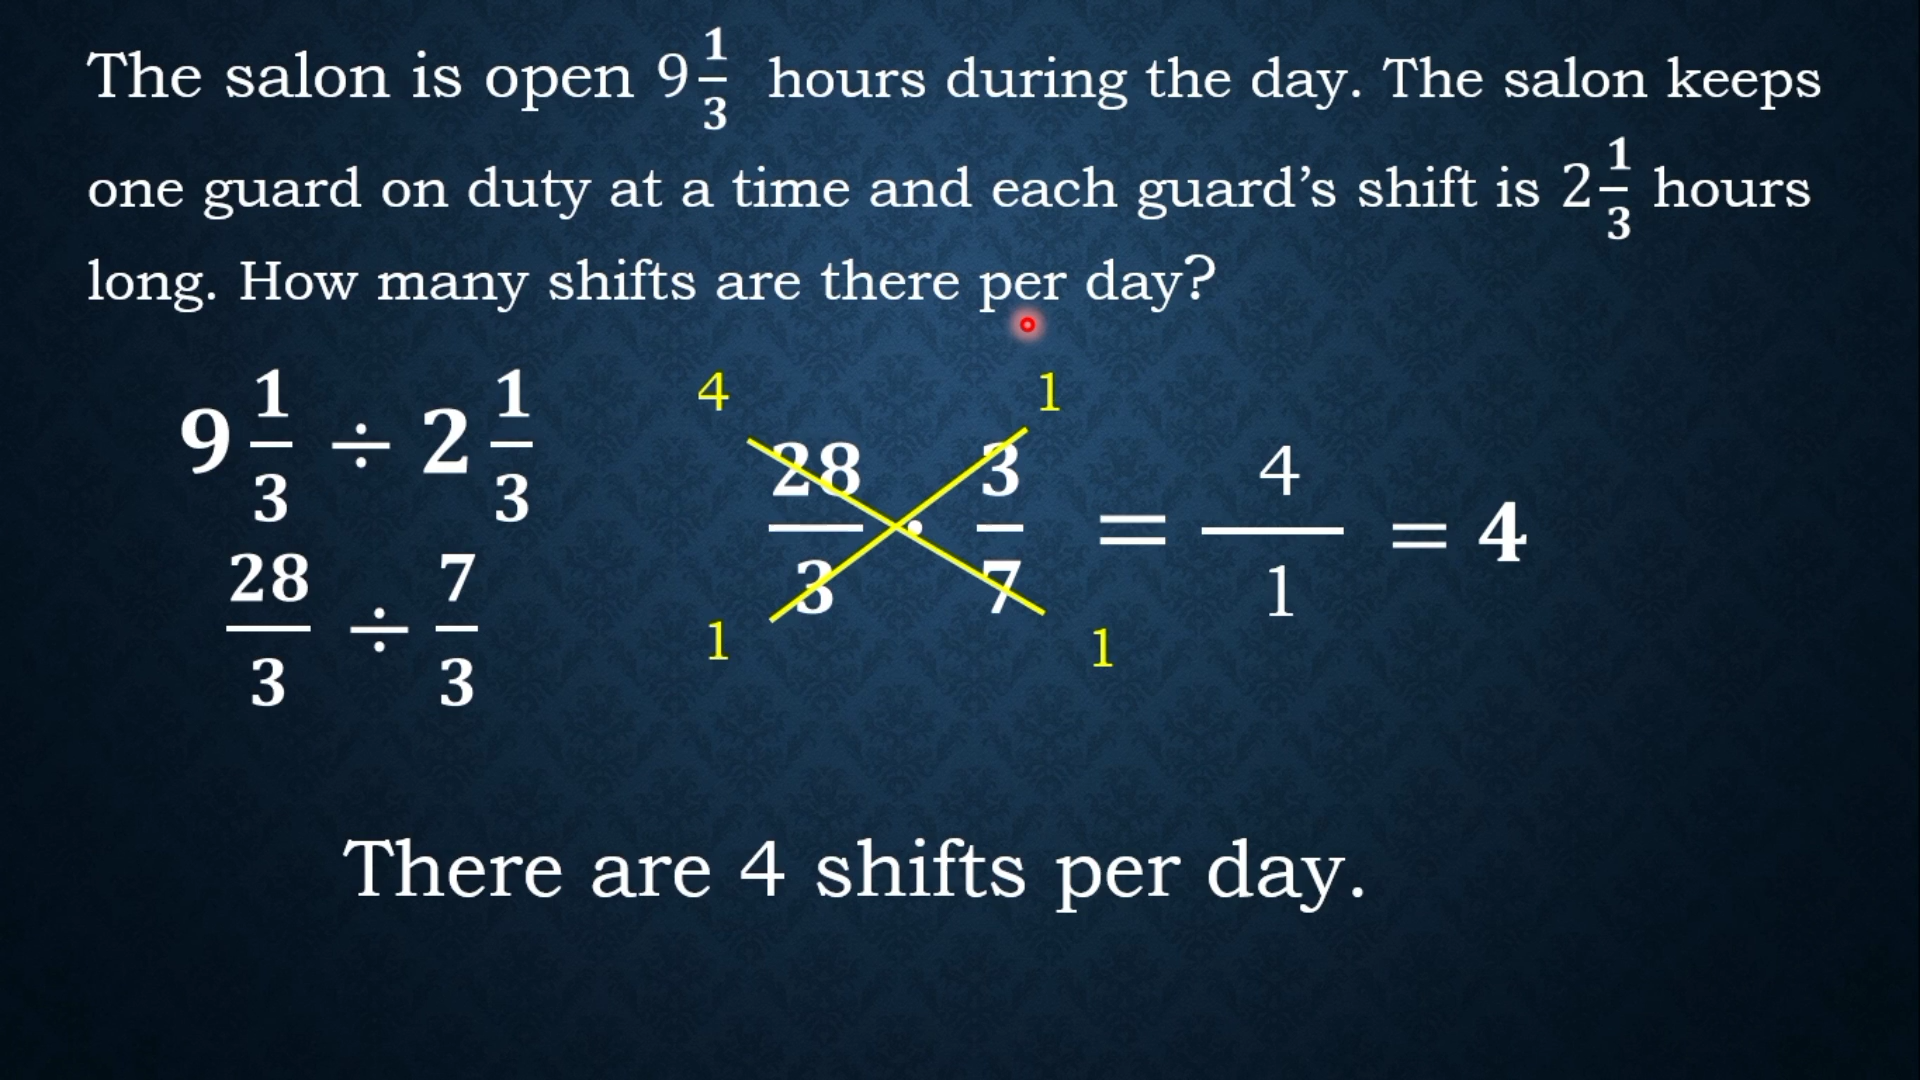 The salon is open 9 1/3 hours during the day. The salon keeps
one guard on duty at a time and each guard’s shift is 2 1/3 hours
long. How many shifts are there per day?
9 1/3 ÷ 2 1/3
28/3 ÷ 7/3
4 1
28/3 · 3/7 = 4/1 = 4
1 1
There are 4 shifts per day.